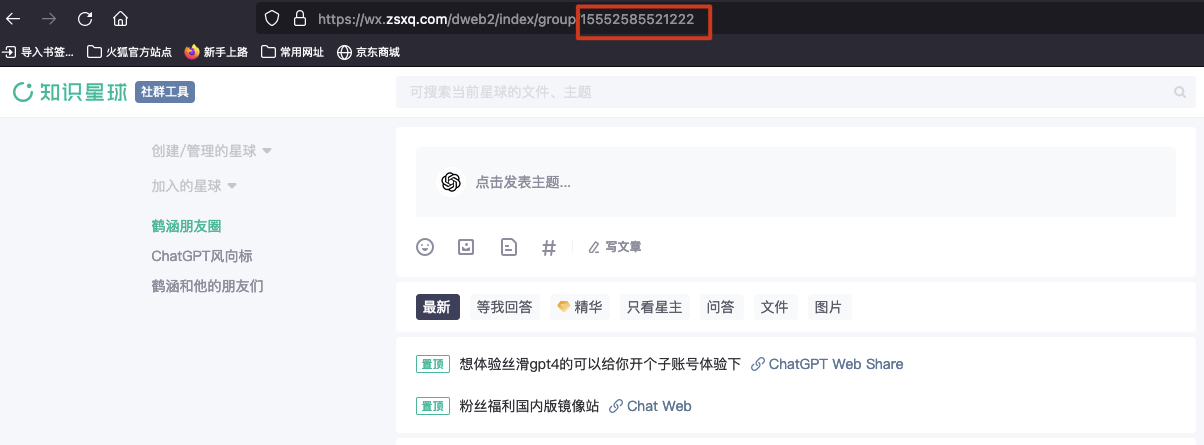 https://wx.zsxq.com/dweb2/index/group/15552585521222
导入书签... 火狐官方站点 新手上路 常用网址 京东商城
知识星球 社群工具 可搜索当前星球的文件、主题
创建/管理的星球
加入的星球
鹤涵朋友圈
ChatGPT风向标
鹤涵和他的朋友们
点击发表主题...
写文章
最新 等我回答 精华 只看星主 问答 文件 图片
置顶 想体验丝滑gpt4的可以给你开个子账号体验下 ChatGPT Web Share
置顶 粉丝福利国内版镜像站 Chat Web